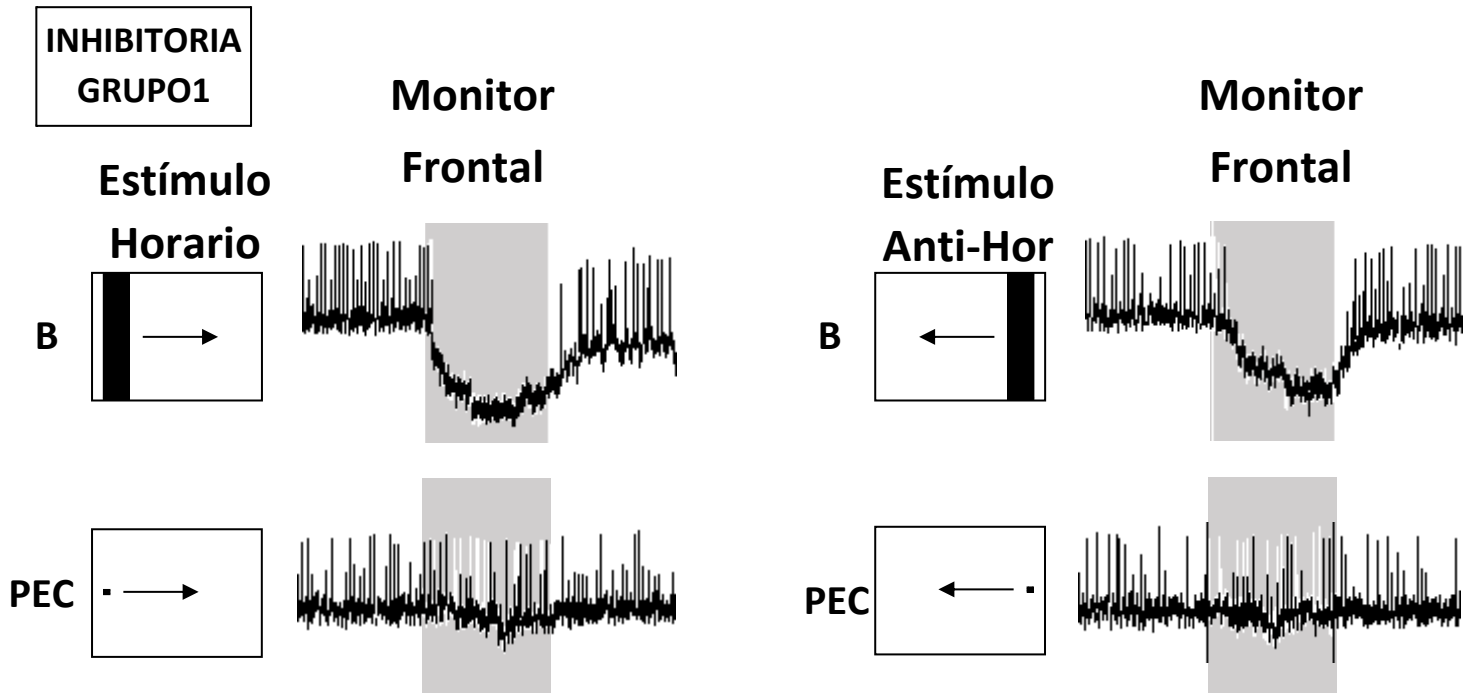 INHIBITORIA
GRUPO1
Monitor
Frontal
Estímulo
Horario
B
PEC
Monitor
Frontal
Estímulo
Anti-Hor
B
PEC